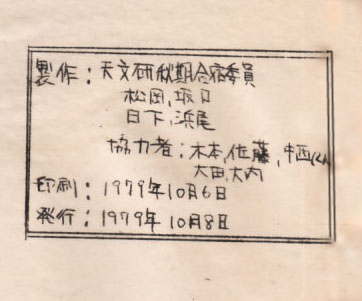 製作：天文研秋期合宿委員
松岡，坂口
日下，浜尾
協力者：木本，佐藤，中西くん
太田，大内
印刷：1979年10月6日
発行：1979年10月8日